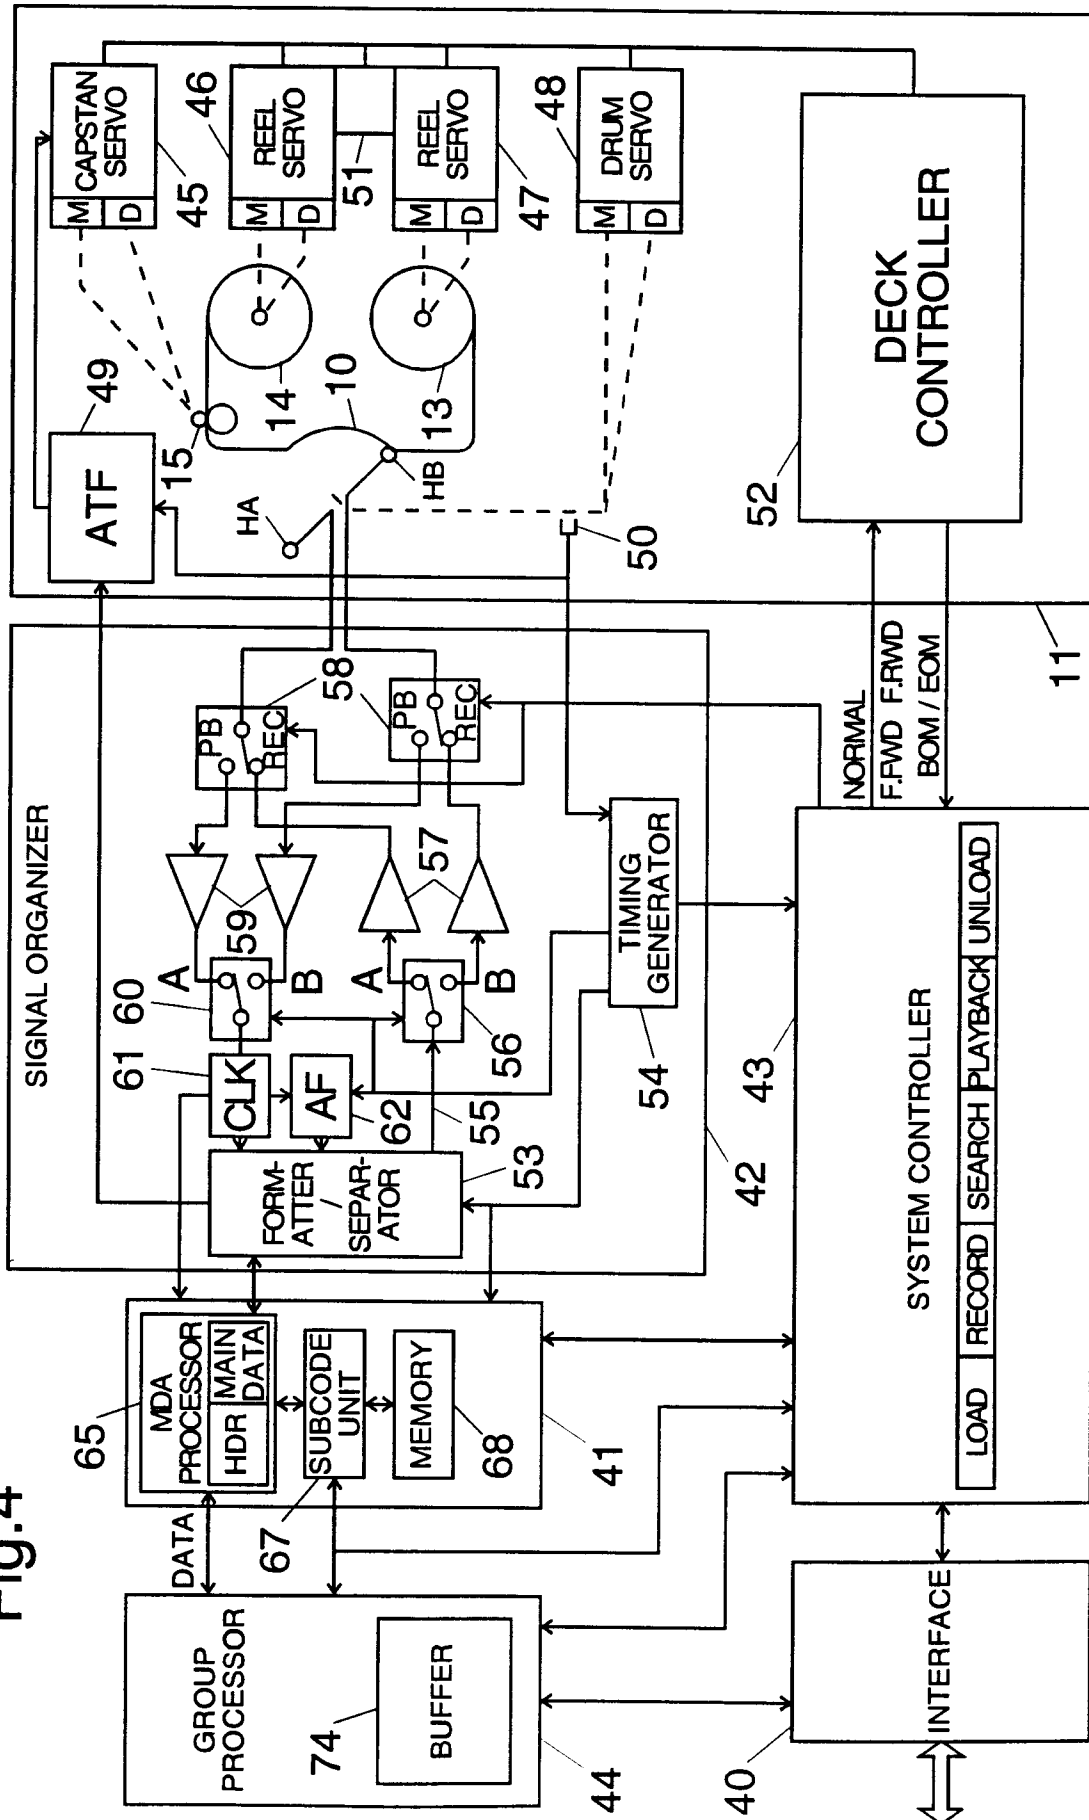 Fig.4
GROUP
PROCESSOR
74
BUFFER
44
40
INTERFACE
DATA
65
MDA
PROCESSOR
HDR
MAIN
DATA
SUBCODE
UNIT
67
MEMORY
68
41
SIGNAL ORGANIZER
FORM-
ATTER
SEPAR-
ATOR
53
61
CLK
AF
62
55
60
A
B
59
A
B
56
57
58
PB
REC
PB
REC
TIMING
GENERATOR
54
42
43
SYSTEM CONTROLLER
LOAD
RECORD
SEARCH
PLAYBACK
UNLOAD
NORMAL
F.FWD F.RWD
BOM / EOM
11
ATF
49
15
HA
HB
10
14
13
50
CAPSTAN
SERVO
M
D
45
REEL
SERVO
M
D
46
51
REEL
SERVO
M
D
47
DRUM
SERVO
M
D
48
52
DECK
CONTROLLER